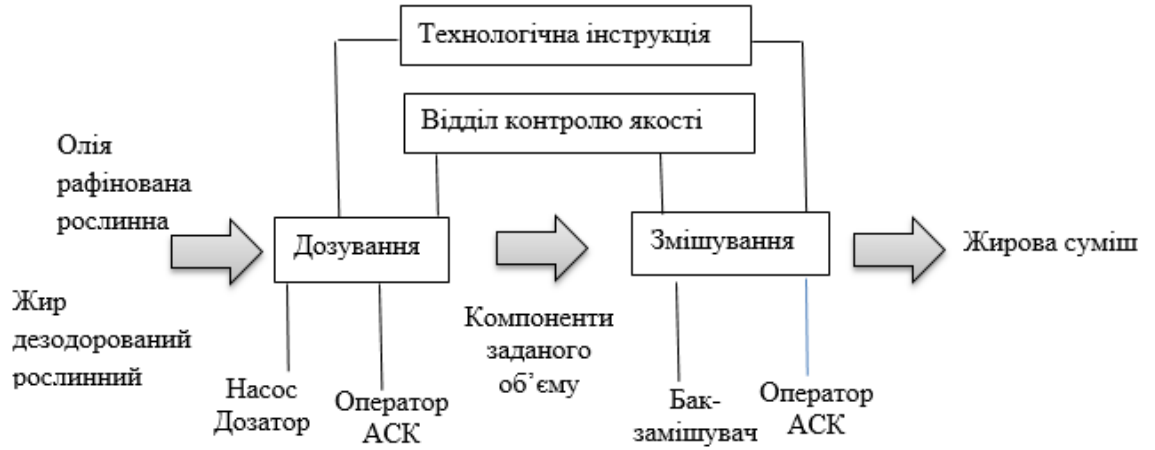 Технологічна інструкція
Відділ контролю якості
Олія
рафінована
рослинна
Жир
дезодорований
рослинний
Дозування
Насос
Дозатор
Оператор
АСК
Компоненти
заданого
об’єму
Змішування
Бак-
замішувач
Оператор
АСК
Жирова суміш